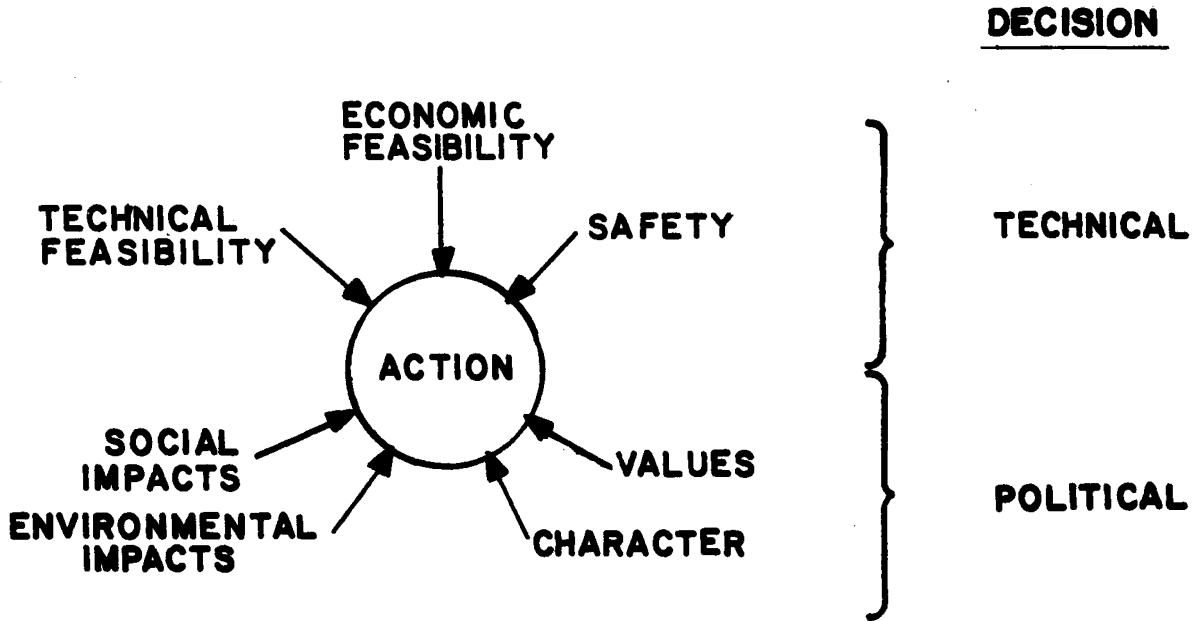 DECISION
ECONOMIC
FEASIBILITY
TECHNICAL
FEASIBILITY
SAFETY
TECHNICAL
ACTION
SOCIAL
IMPACTS
VALUES
POLITICAL
ENVIRONMENTAL
IMPACTS
CHARACTER